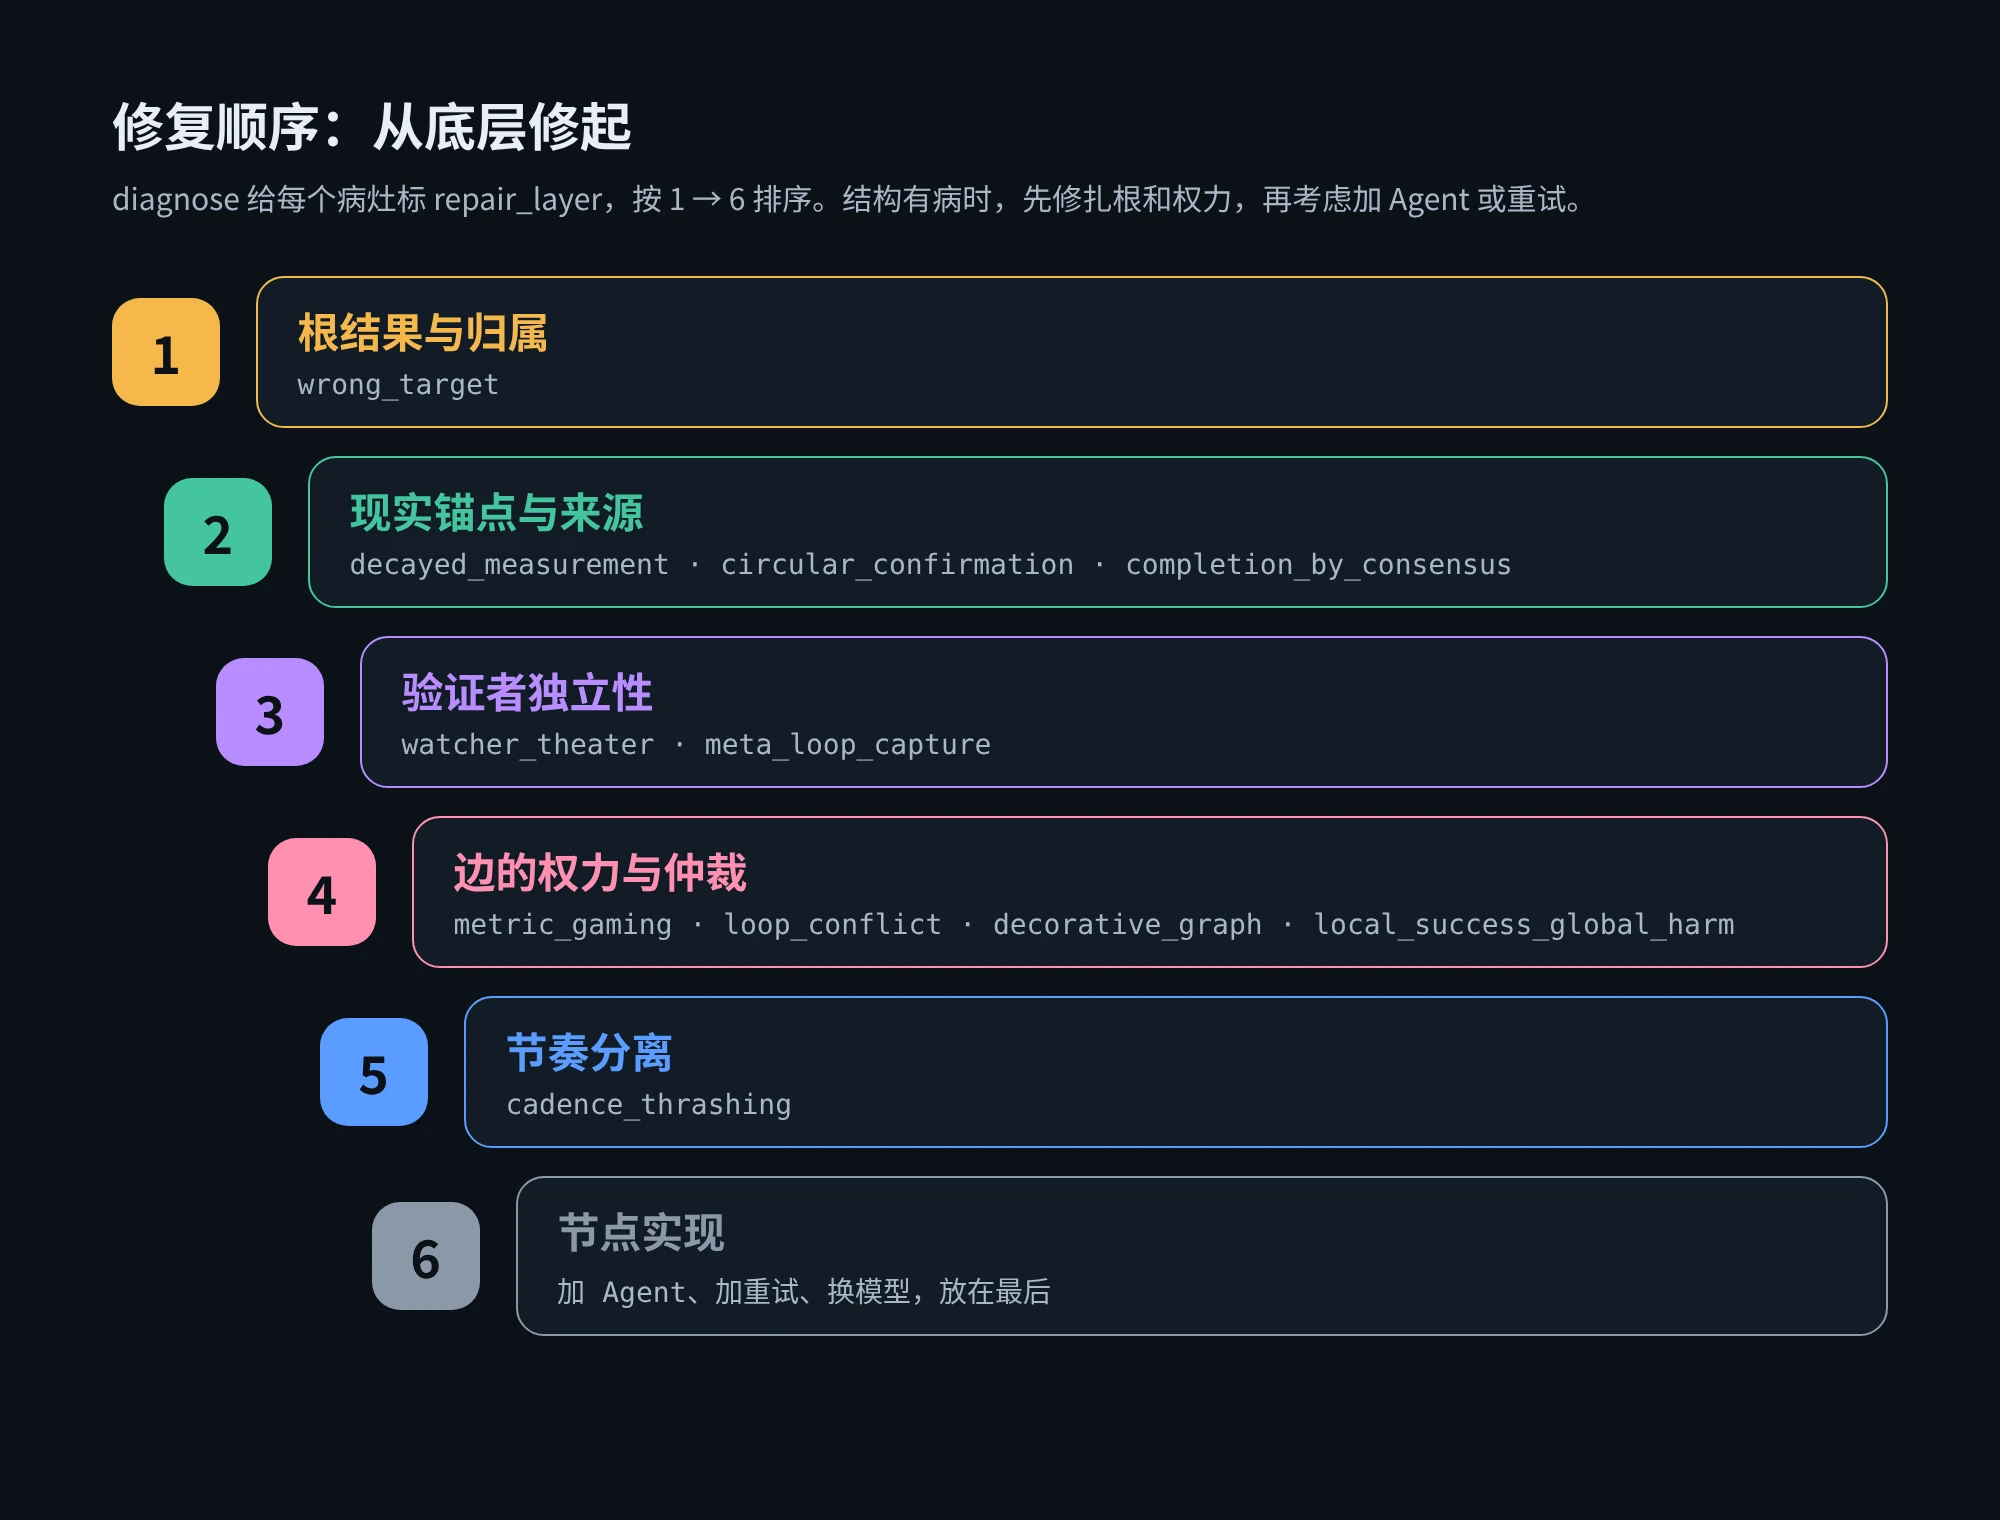 修复顺序：从底层修起
diagnose 给每个病灶标 repair_layer，按 1 → 6 排序。结构有病时，先修扎根和权力，再考虑加 Agent 或重试。
1
根结果与归属
wrong_target
2
现实锚点与来源
decayed_measurement · circular_confirmation · completion_by_consensus
3
验证者独立性
watcher_theater · meta_loop_capture
4
边的权力与仲裁
metric_gaming · loop_conflict · decorative_graph · local_success_global_harm
5
节奏分离
cadence_thrashing
6
节点实现
加 Agent、加重试、换模型，放在最后